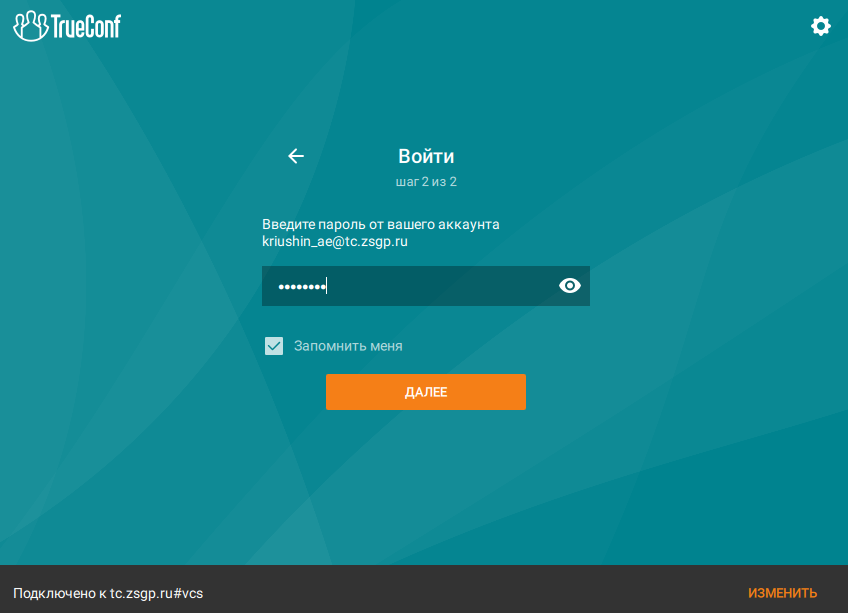 TrueConf
Войти
шаг 2 из 2
Введите пароль от вашего аккаунта
kriushin_ae@tc.zsgp.ru
••••••••
Запомнить меня
ДАЛЕЕ
Подключено к tc.zsgp.ru#vcs
ИЗМЕНИТЬ